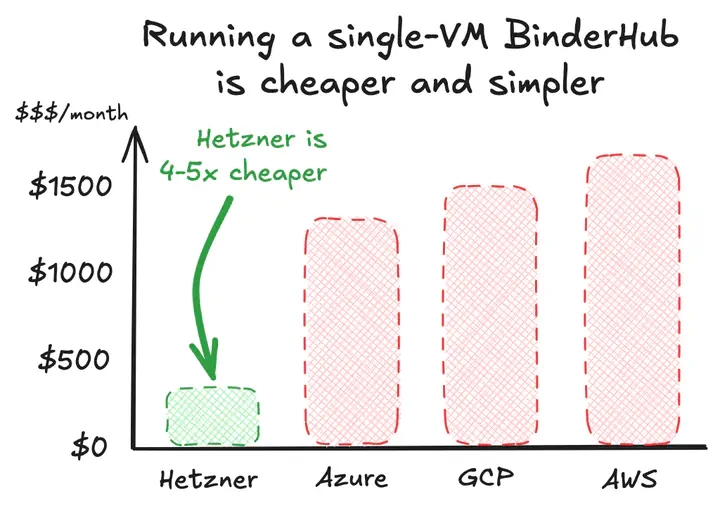 Running a single-VM BinderHub
is cheaper and simpler
$$$/month
Hetzner is
4-5x cheaper
$1500
$1000
$500
$0
Hetzner
Azure
GCP
AWS